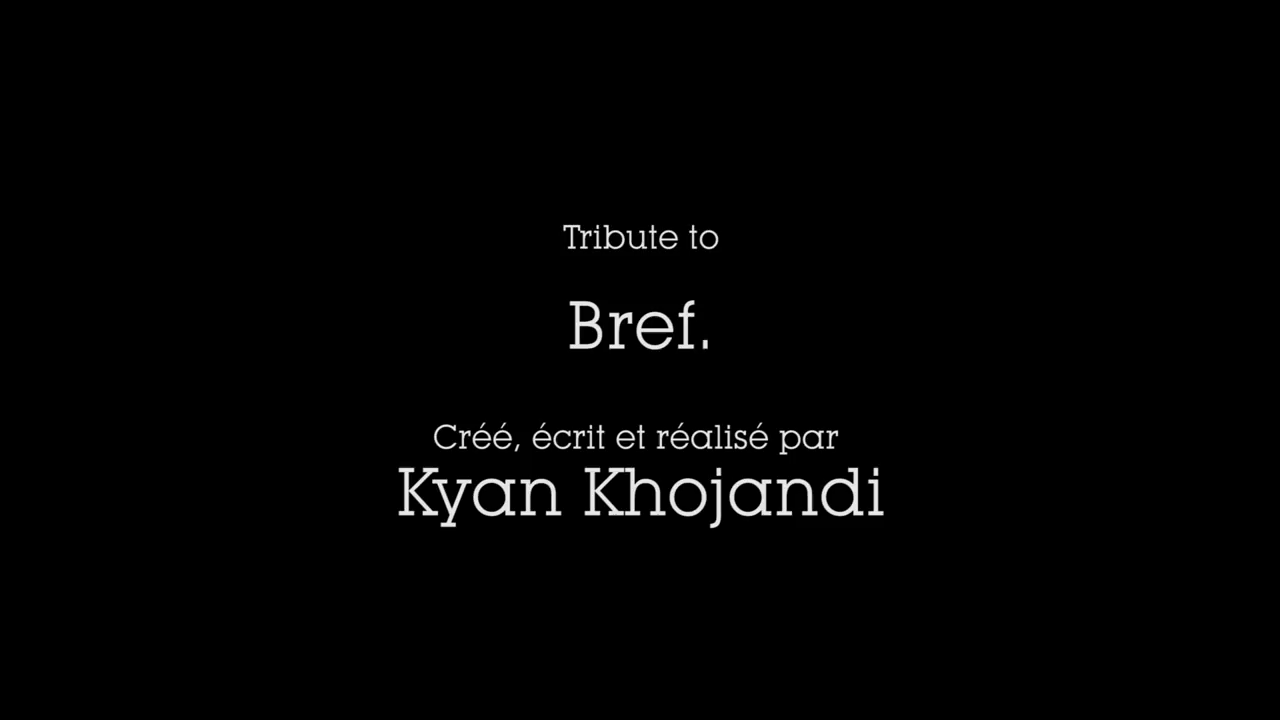 Tribute to
Bref.
Créé, écrit et réalisé par
Kyan Khojandi